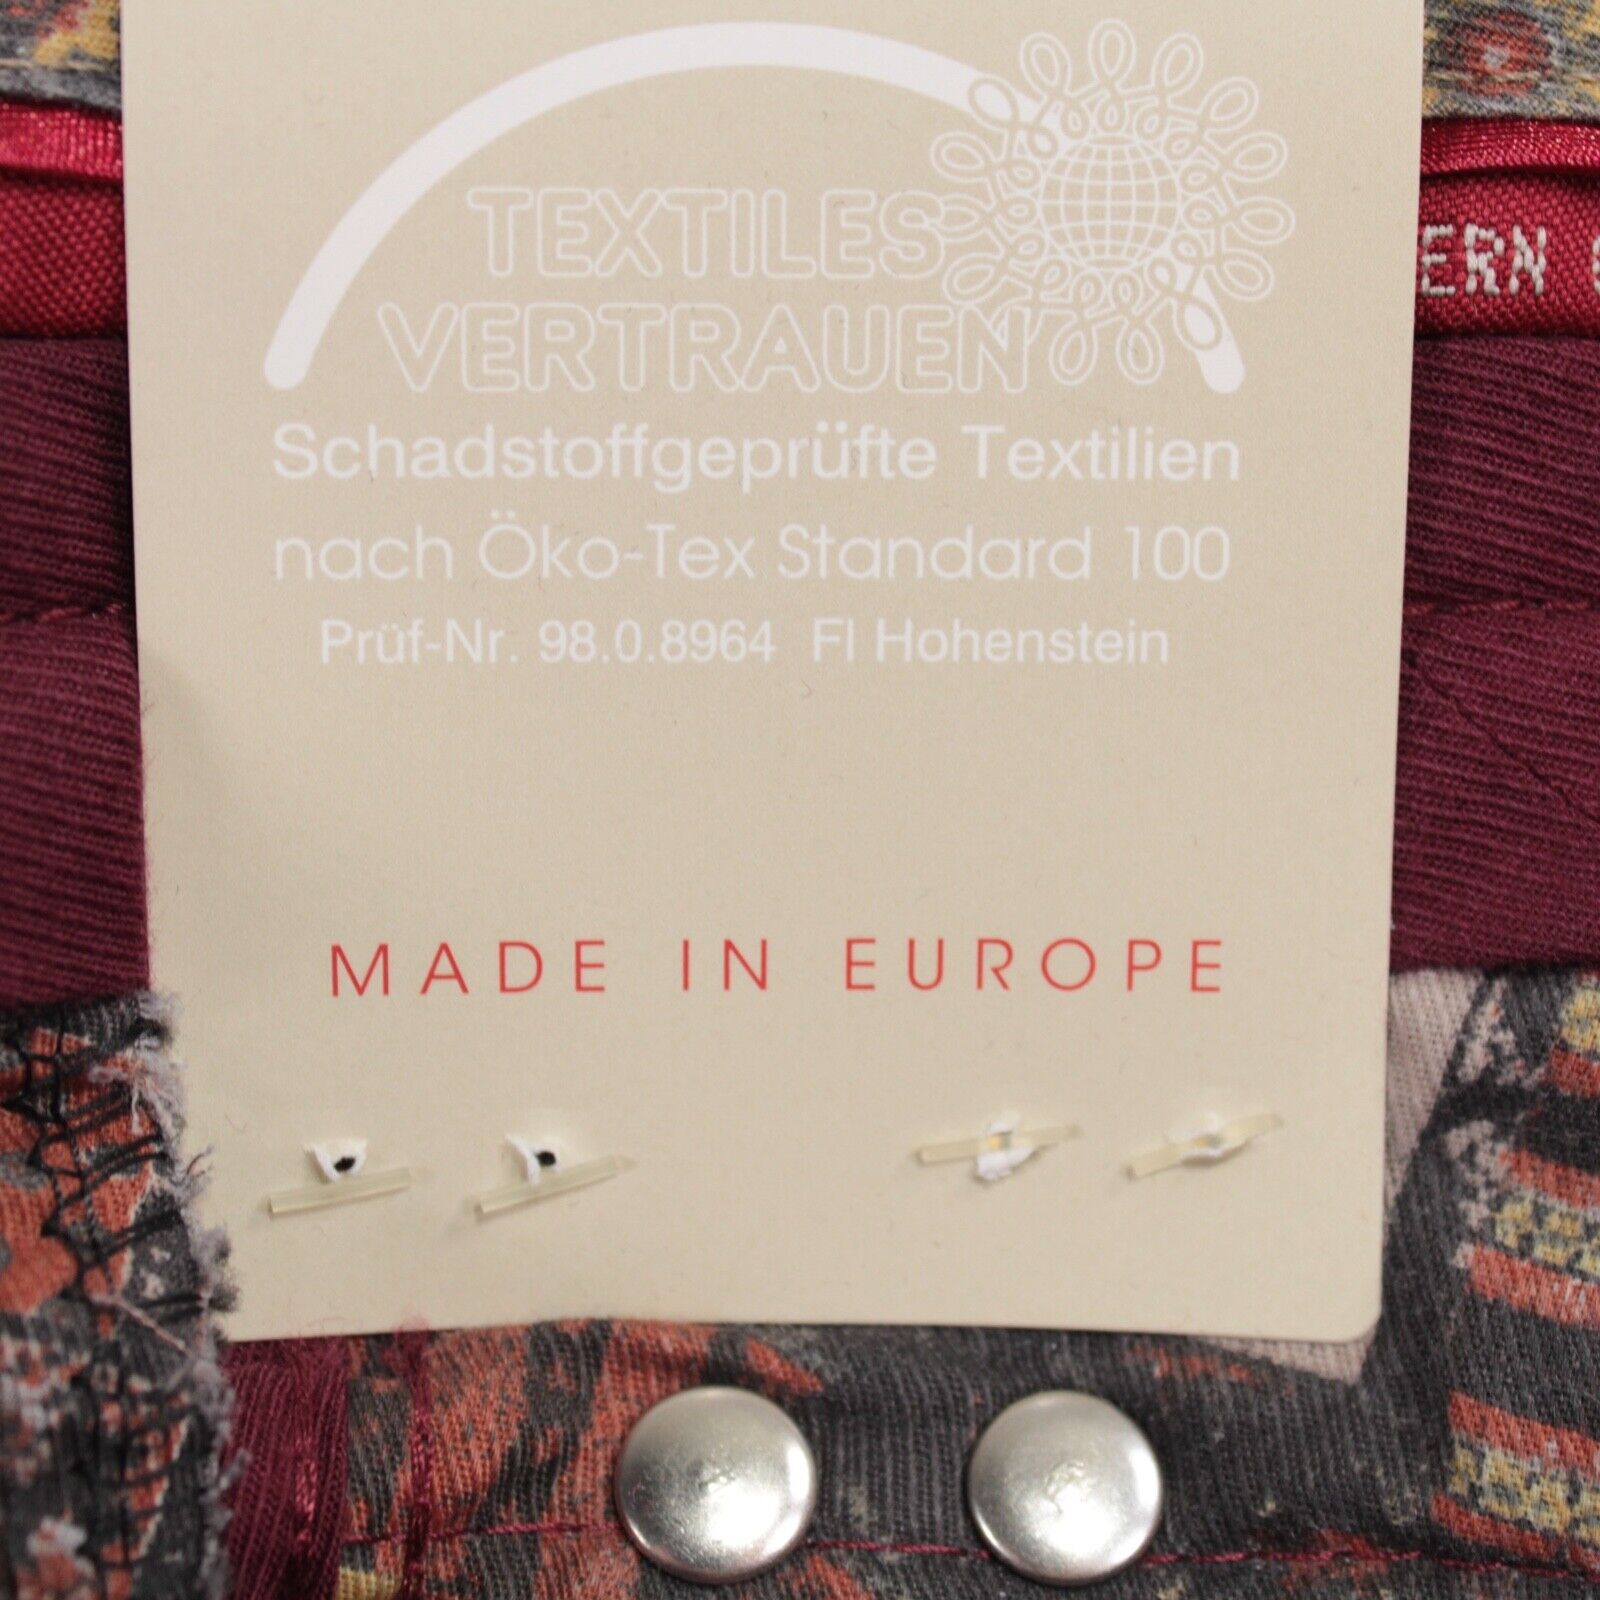 TEXTILES
VERTRAUEN
Schadstoffgeprüfte Textilien
nach Öko-Tex Standard 100
Prüf-Nr. 98.0.8964 FI Hohenstein
ERN
MADE IN EUROPE